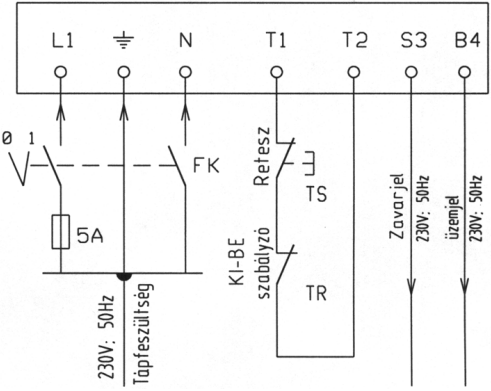 L1 N T1 T2 S3 B4
0 1
FK
5A
Retesz
TS
KI-BE
szabályzó
TR
Zavarjel
230V; 50Hz
üzemjel
230V; 50Hz
230V; 50Hz
Tápfeszültség